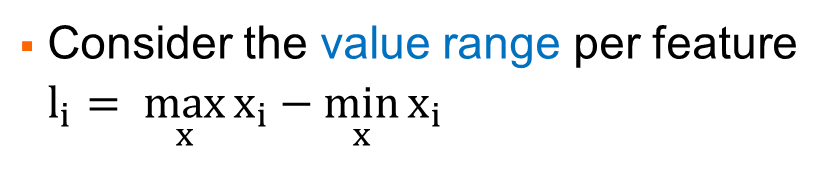 ▪ Consider the value range per feature
lᵢ = max xᵢ − min xᵢ
x x